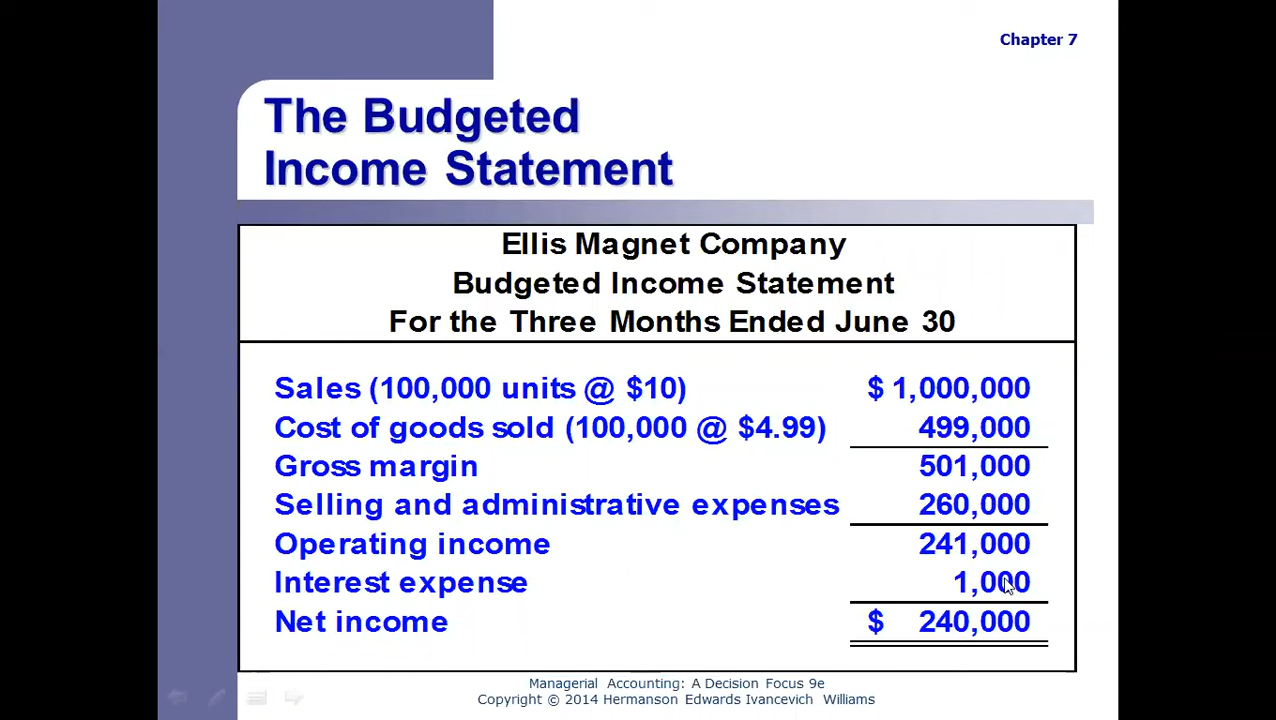 Chapter 7
The Budgeted
Income Statement
Ellis Magnet Company
Budgeted Income Statement
For the Three Months Ended June 30
Sales (100,000 units @ $10) $ 1,000,000
Cost of goods sold (100,000 @ $4.99) 499,000
Gross margin 501,000
Selling and administrative expenses 260,000
Operating income 241,000
Interest expense 1,000
Net income $ 240,000
Managerial Accounting: A Decision Focus 9e
Copyright © 2014 Hermanson Edwards Ivancevich Williams